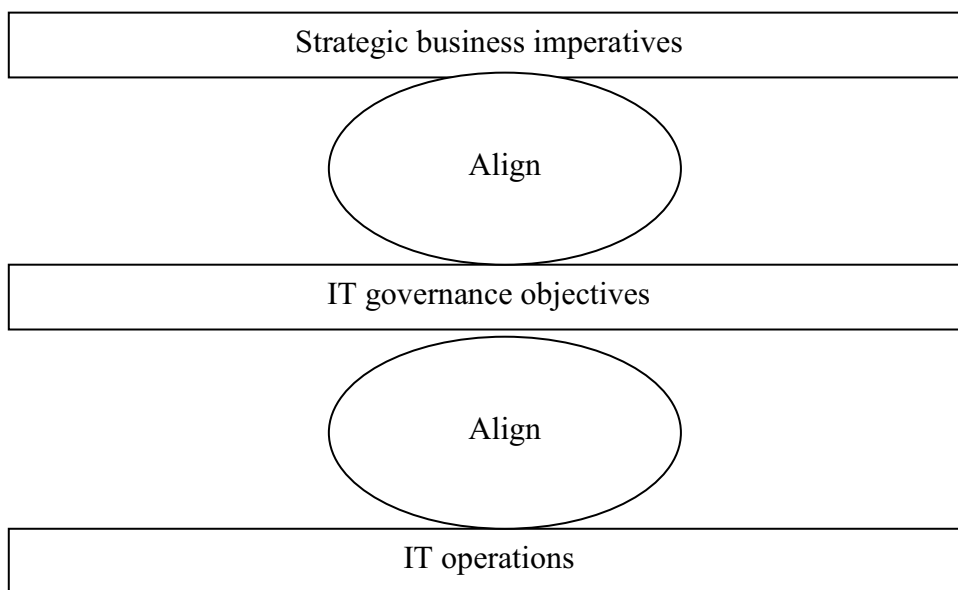 Strategic business imperatives
Align
IT governance objectives
Align
IT operations